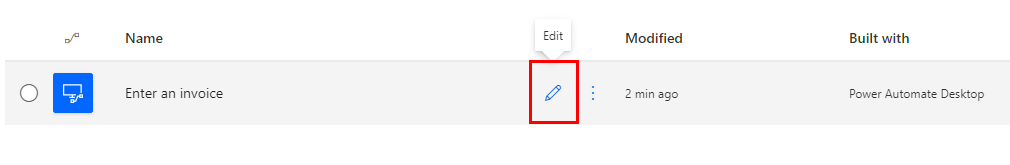 Edit
Name Modified Built with
Enter an invoice 2 min ago Power Automate Desktop